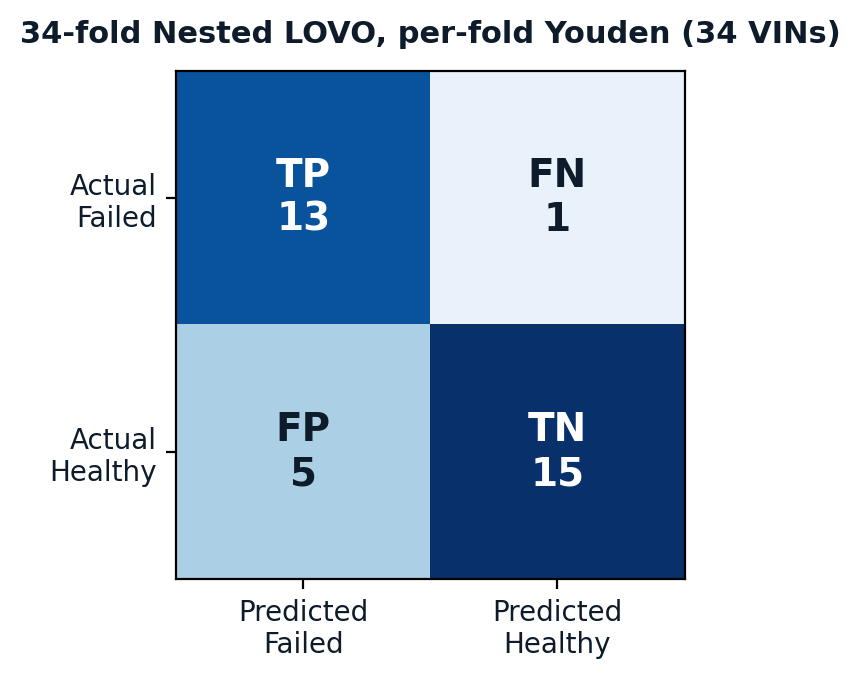 34-fold Nested LOVO, per-fold Youden (34 VINs)
Actual
Failed
TP
13
FN
1
Actual
Healthy
FP
5
TN
15
Predicted
Failed
Predicted
Healthy